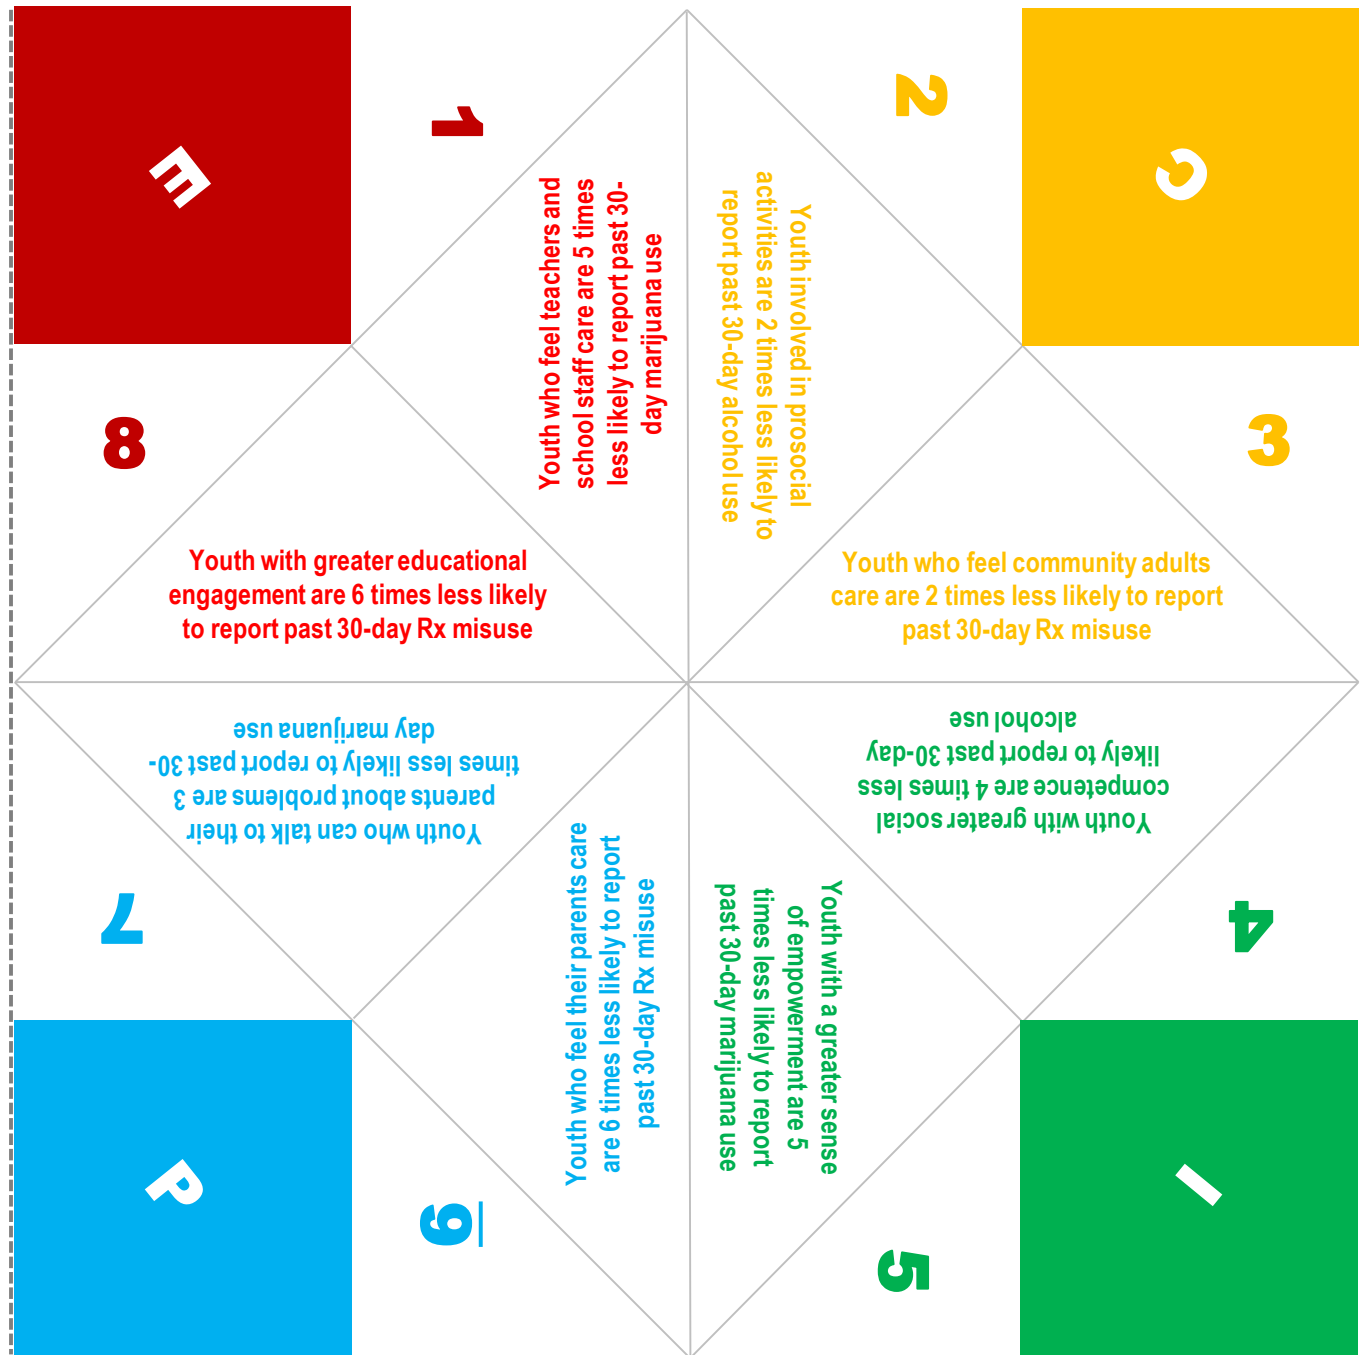 E
1
2
C
Youth who feel teachers and
school staff care are 5 times
less likely to report past 30-
day marijuana use
Youth involved in prosocial
activities are 2 times less likely to
report past 30-day alcohol use
8
3
Youth with greater educational
engagement are 6 times less likely
to report past 30-day Rx misuse
Youth who feel community adults
care are 2 times less likely to report
past 30-day Rx misuse
Youth who can talk to their
parents about problems are 3
times less likely to report past 30-
day marijuana use
Youth with greater social
competence are 4 times less
likely to report past 30-day
alcohol use
7
4
Youth who feel their parents care
are 6 times less likely to report
past 30-day Rx misuse
Youth with a greater sense
of empowerment are 5
times less likely to report
past 30-day marijuana use
P
6
5
I